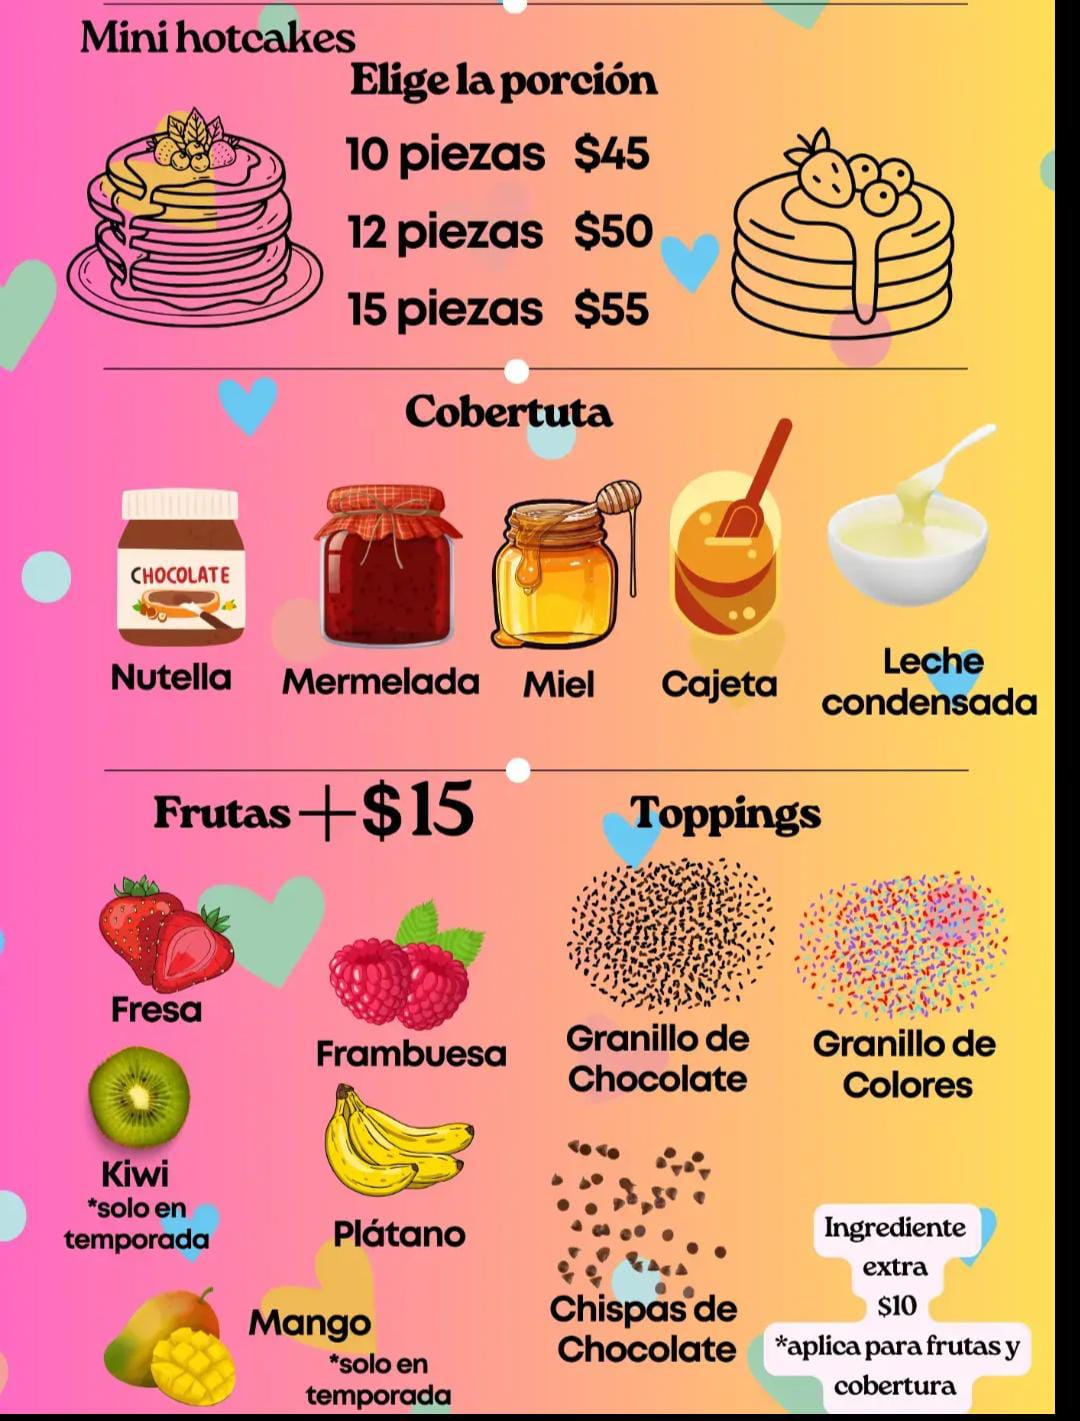 Mini hotcakes
Elige la porción
10 piezas $45
12 piezas $50
15 piezas $55
Cobertuta
CHOCOLATE
Nutella
Mermelada
Miel
Cajeta
Leche
condensada
Frutas +$15
Fresa
Frambuesa
Kiwi
*solo en
temporada
Plátano
Mango
*solo en
temporada
Toppings
Granillo de
Chocolate
Granillo de
Colores
Chispas de
Chocolate
Ingrediente
extra
$10
*aplica para frutas y
cobertura